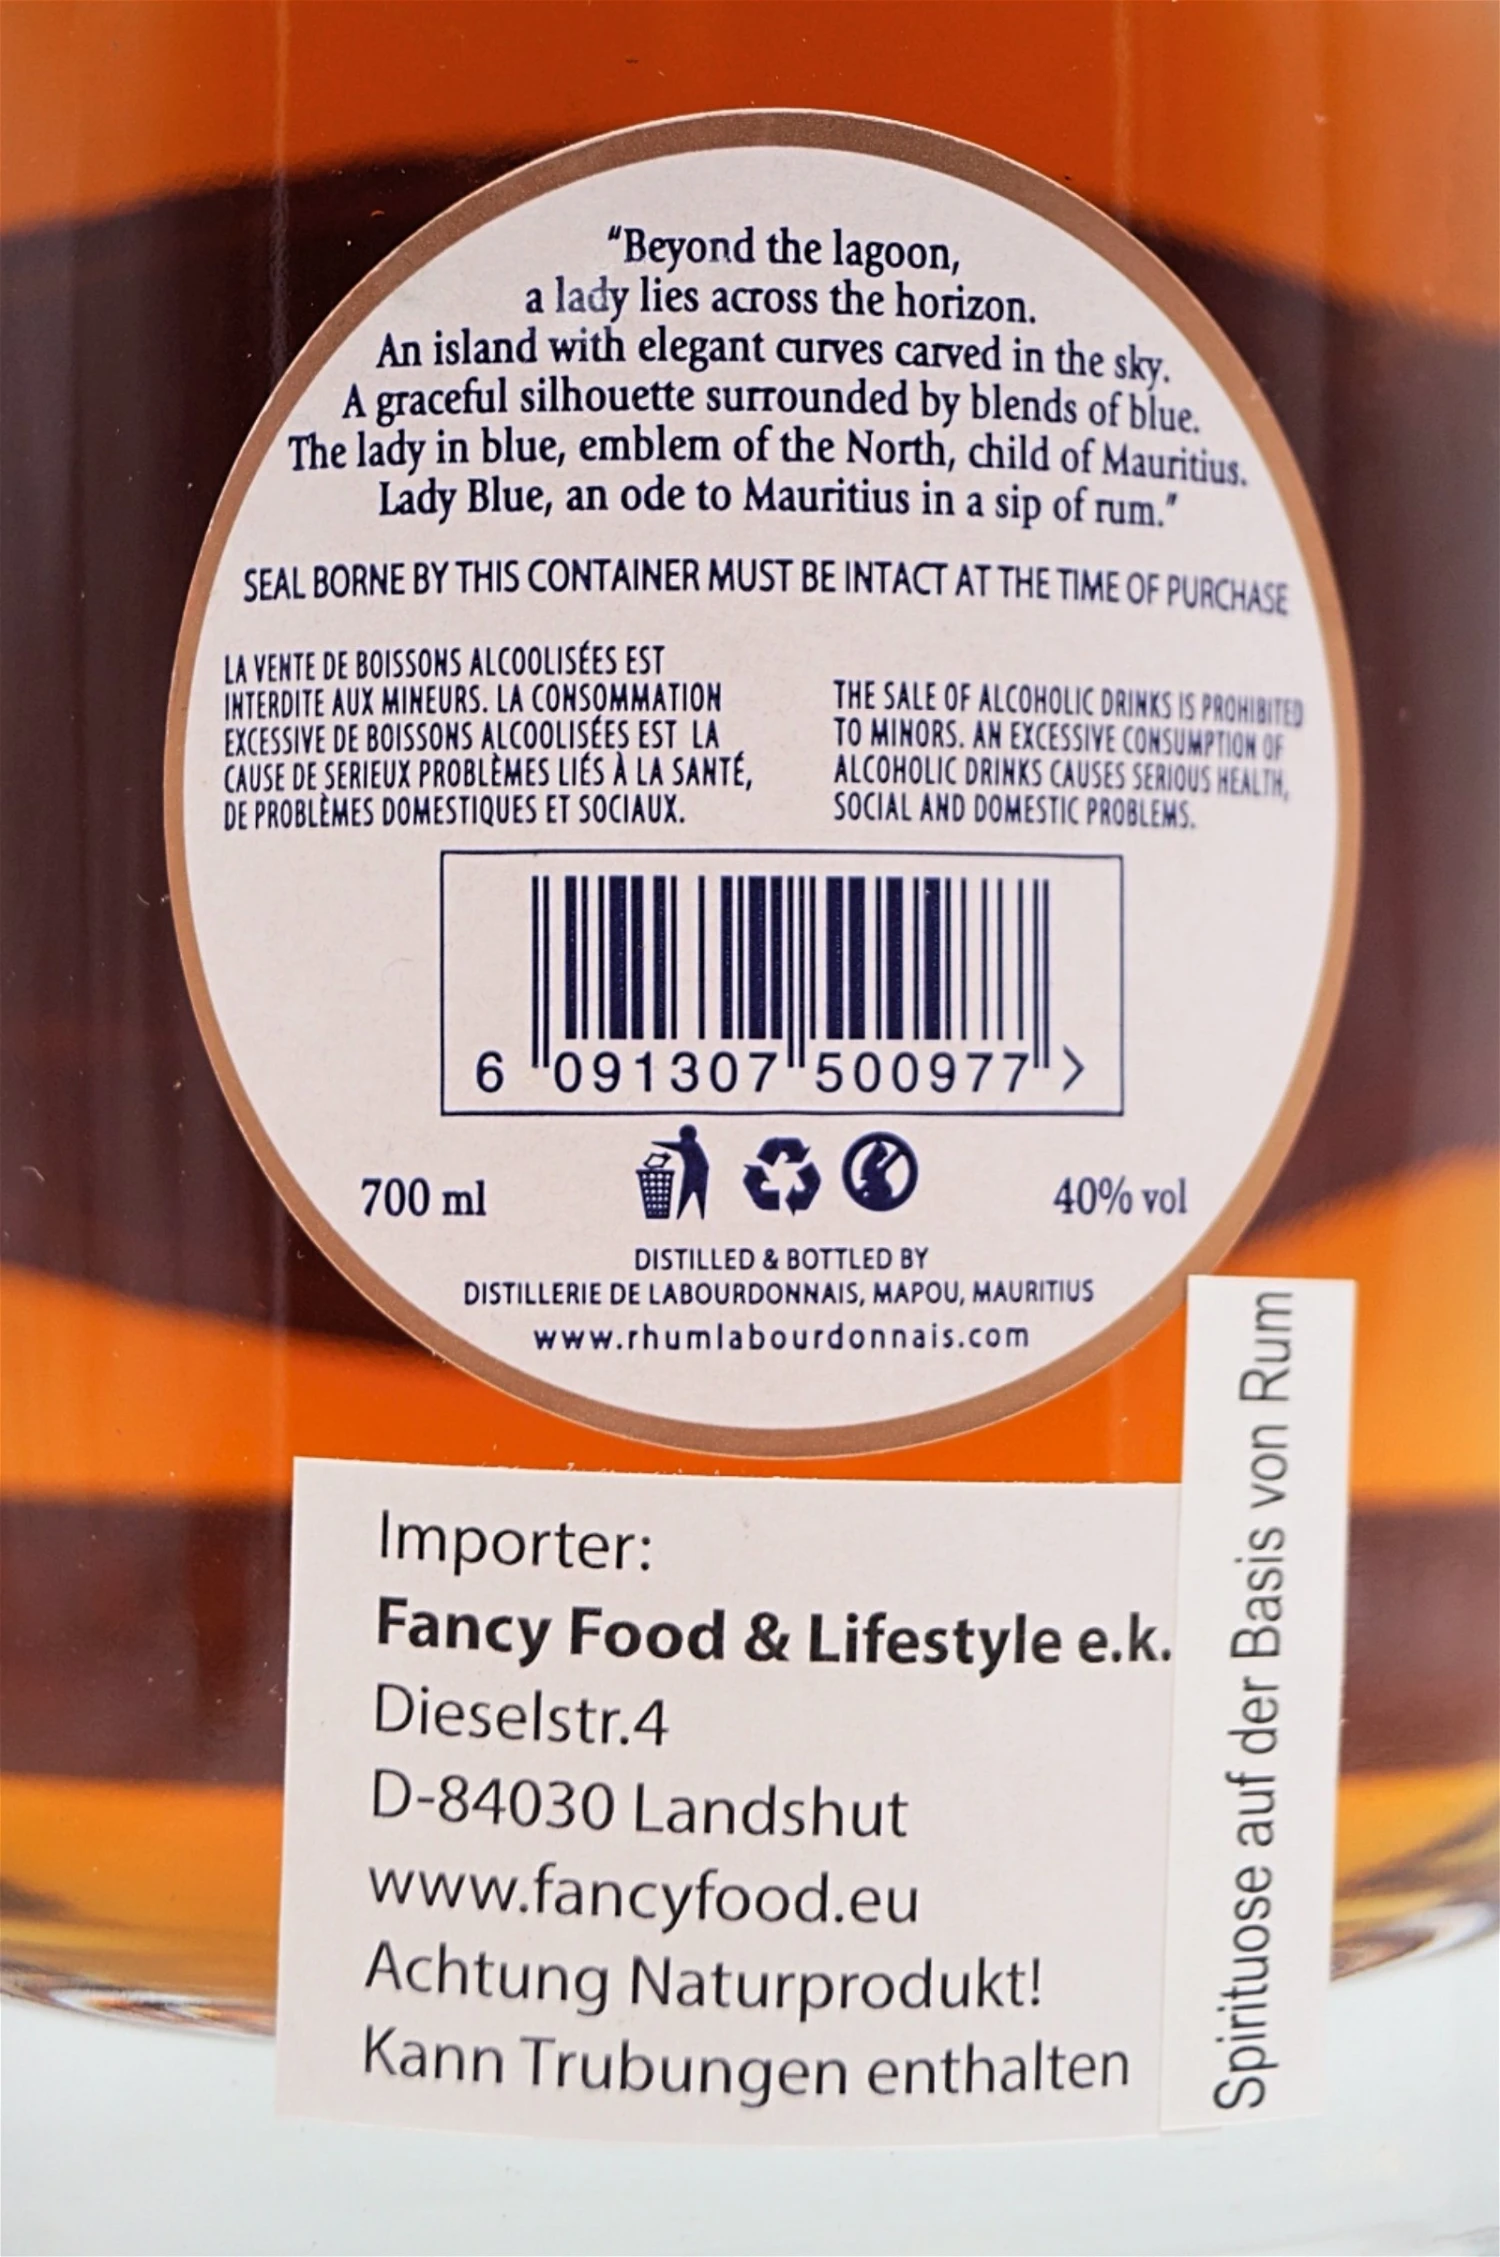 “Beyond the lagoon,
a lady lies across the horizon.
An island with elegant curves carved in the sky.
A graceful silhouette surrounded by blends of blue.
The lady in blue, emblem of the North, child of Mauritius.
Lady Blue, an ode to Mauritius in a sip of rum.”
SEAL BORNE BY THIS CONTAINER MUST BE INTACT AT THE TIME OF PURCHASE
LA VENTE DE BOISSONS ALCOOLISÉES EST
INTERDITE AUX MINEURS. LA CONSOMMATION
EXCESSIVE DE BOISSONS ALCOOLISÉES EST LA
CAUSE DE SERIEUX PROBLÈMES LIÉS À LA SANTÉ,
DE PROBLÈMES DOMESTIQUES ET SOCIAUX.
THE SALE OF ALCOHOLIC DRINKS IS PROHIBITED
TO MINORS. AN EXCESSIVE CONSUMPTION OF
ALCOHOLIC DRINKS CAUSES SERIOUS HEALTH,
SOCIAL AND DOMESTIC PROBLEMS.
6 091307 500977 >
700 ml
40% vol
DISTILLED & BOTTLED BY
DISTILLERIE DE LABOURDONNAIS, MAPOU, MAURITIUS
www.rhumlabourdonnais.com
Importer:
Fancy Food & Lifestyle e.k.
Dieselstr.4
D-84030 Landshut
www.fancyfood.eu
Achtung Naturprodukt!
Kann Trubungen enthalten
Spirituose auf der Basis von Rum